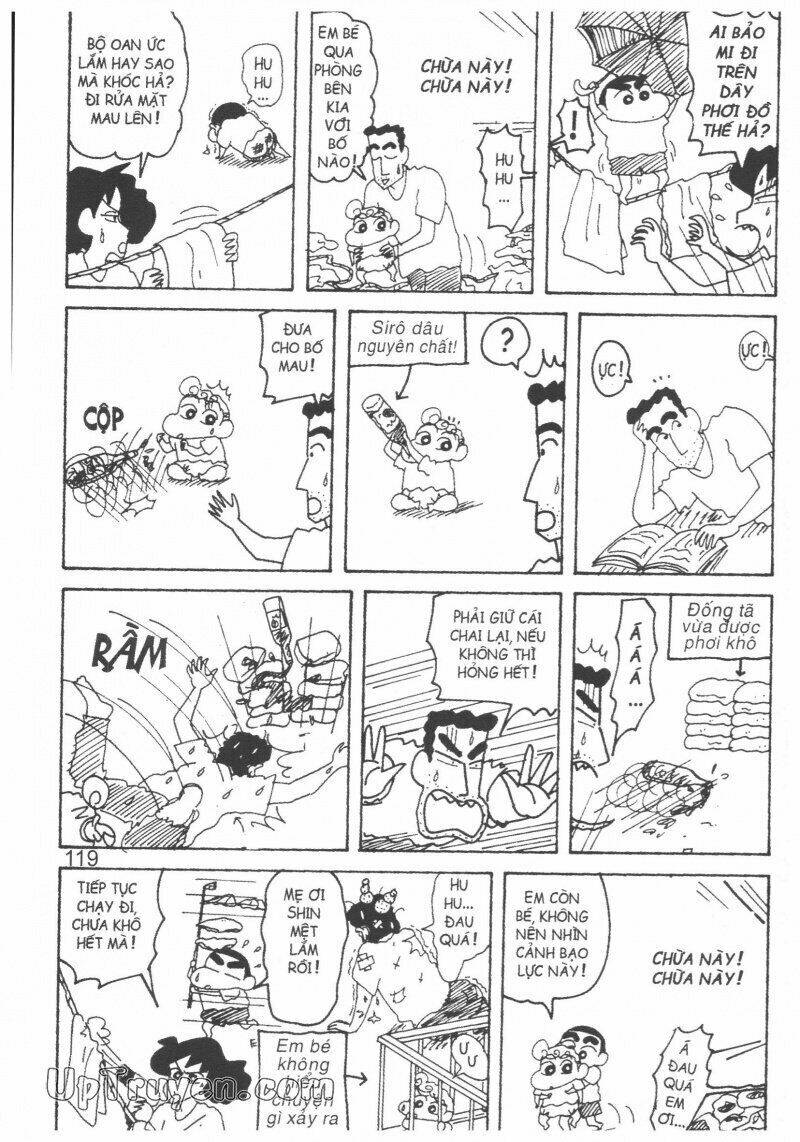 AI BẢO
MI ĐI
TRÊN
DÂY
PHƠI ĐỒ
THẾ HẢ?
!
CHỪA NÀY!
CHỪA NÀY!
HU
HU
...
EM BÉ
QUA
PHÒNG
BÊN
KIA
VỚI
BỐ
NÀO!
HU
HU
...
BỘ OAN ỨC
LẮM HAY SAO
MÀ KHÓC HẢ?
ĐI RỬA MẶT
MAU LÊN!
ỰC!
ỰC!
?
Sirô dâu
nguyên chất!
ĐƯA
CHO BỐ
MAU!
CỘP
Đống tã
vừa được
phơi khô
Á
Á
Á
...
PHẢI GIỮ CÁI
CHAI LẠI, NẾU
KHÔNG THÌ
HỎNG HẾT!
RẦM
119
CHỪA NÀY!
CHỪA NÀY!
EM CÒN
BÉ, KHÔNG
NÊN NHÌN
CẢNH BẠO
LỰC NÀY!
Á
ĐAU
QUÁ
EM
ƠI...
HU
HU...
ĐAU
QUÁ!
Ư
Ư
Em bé
không
chuyện
gì xảy ra
MẸ ƠI
SHIN
MỆT
LẮM
RỒI!
TIẾP TỤC
CHẠY ĐI,
CHƯA KHÔ
HẾT MÀ!
UpTruyen.com